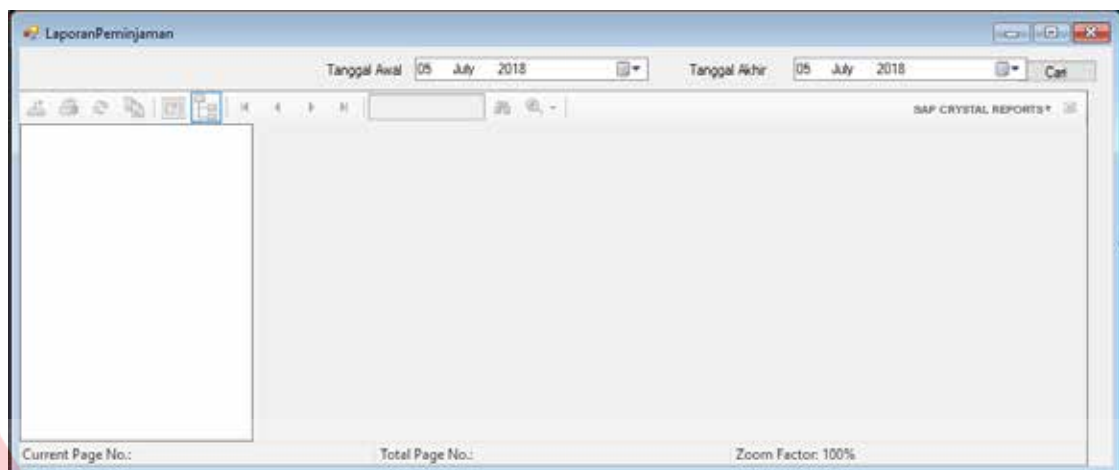 LaporanPeminjaman
Tanggal Awal 05 July 2018 Tanggal Akhir 05 July 2018 Cari
SAP CRYSTAL REPORTS
Current Page No.: Total Page No.: Zoom Factor: 100%